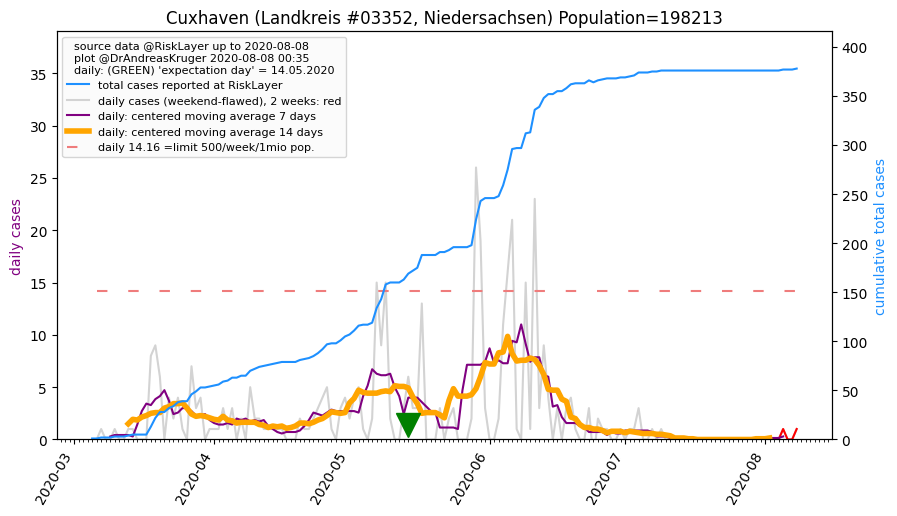 Cuxhaven (Landkreis #03352, Niedersachsen) Population=198213
source data @RiskLayer up to 2020-08-08
plot @DrAndreasKruger 2020-08-08 00:35
daily: (GREEN) 'expectation day' = 14.05.2020
total cases reported at RiskLayer
daily cases (weekend-flawed), 2 weeks: red
daily: centered moving average 7 days
daily: centered moving average 14 days
daily 14.16 =limit 500/week/1mio pop.
daily cases
0
5
10
15
20
25
30
35
cumulative total cases
0
50
100
150
200
250
300
350
400
2020-03
2020-04
2020-05
2020-06
2020-07
2020-08